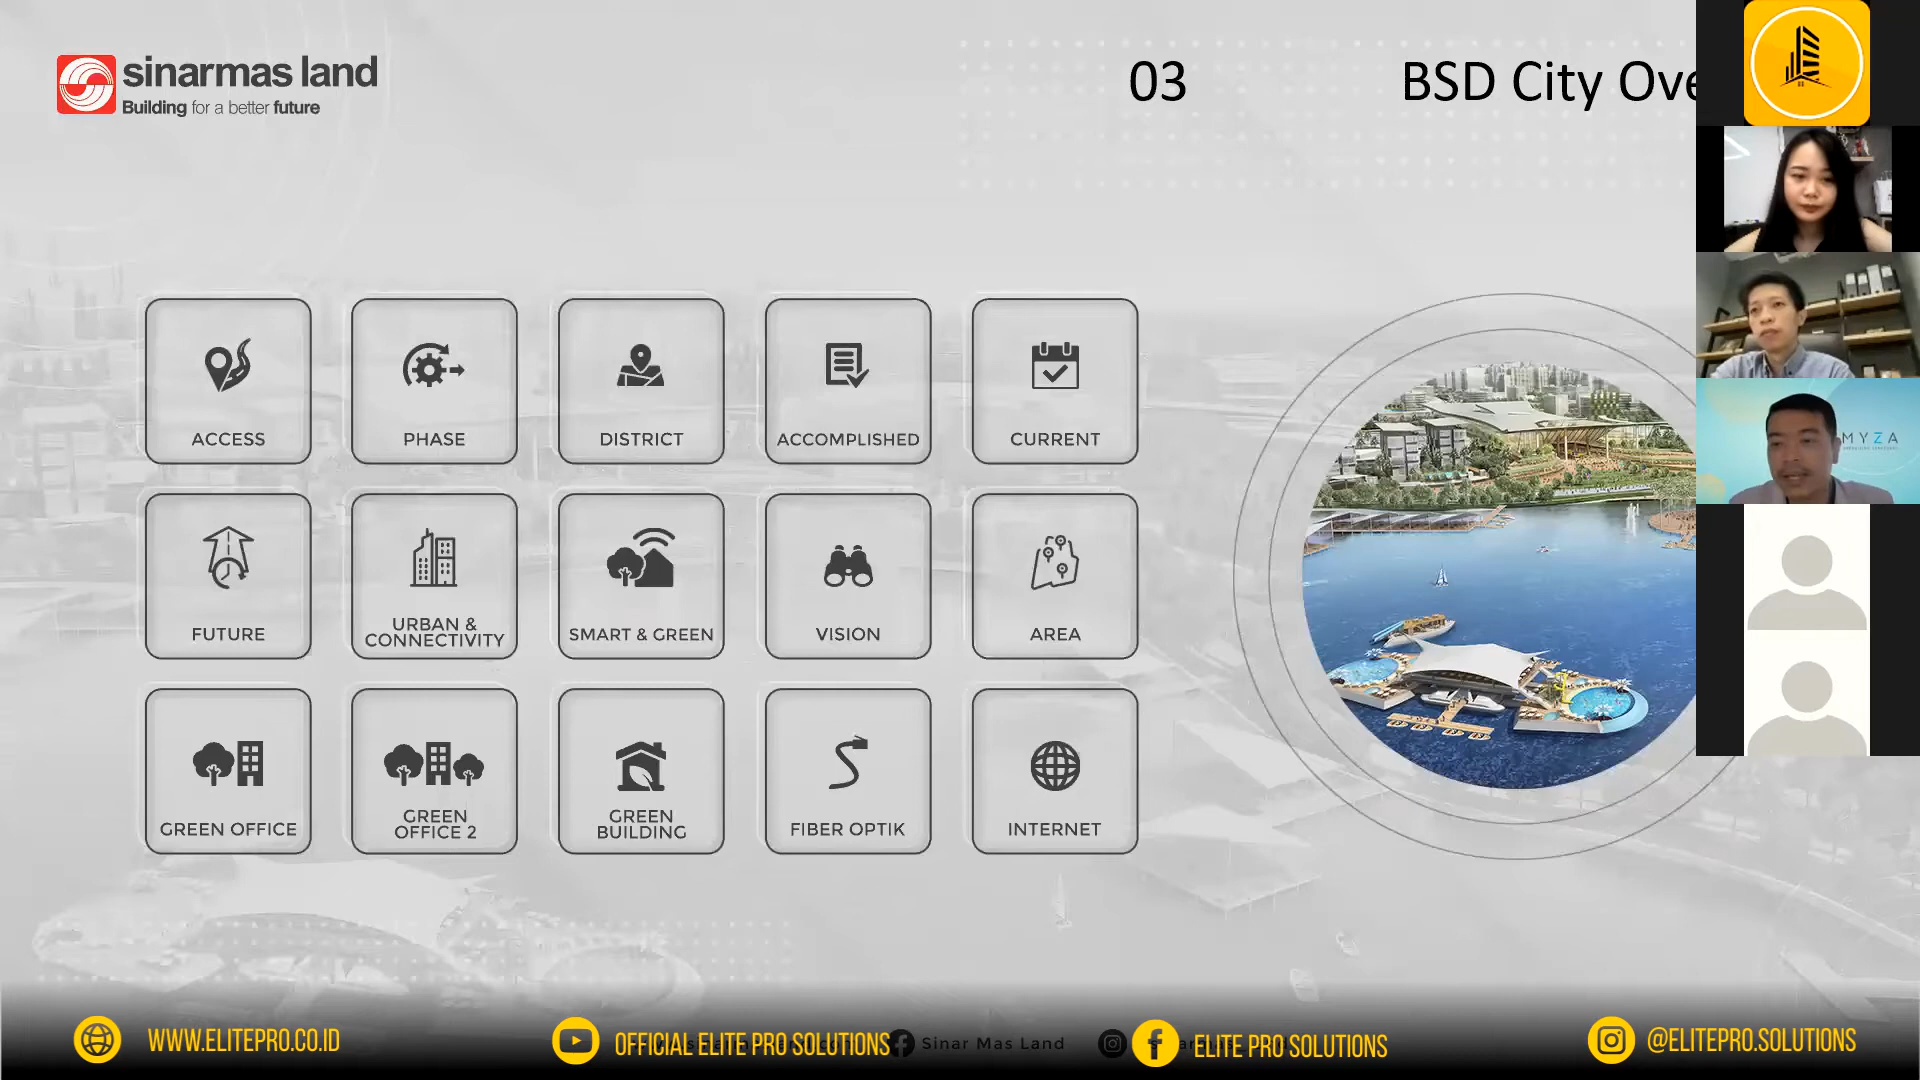 sinarmas land
Building for a better future
03
BSD City Ove
MYZA
ACCESS
PHASE
DISTRICT
ACCOMPLISHED
CURRENT
FUTURE
URBAN &
CONNECTIVITY
SMART & GREEN
VISION
AREA
GREEN OFFICE
GREEN
OFFICE 2
GREEN
BUILDING
FIBER OPTIK
INTERNET
WWW.ELITEPRO.CO.ID
OFFICIAL ELITE PRO SOLUTIONS
Sinar Mas Land
ELITE PRO SOLUTIONS
@ELITEPRO.SOLUTIONS